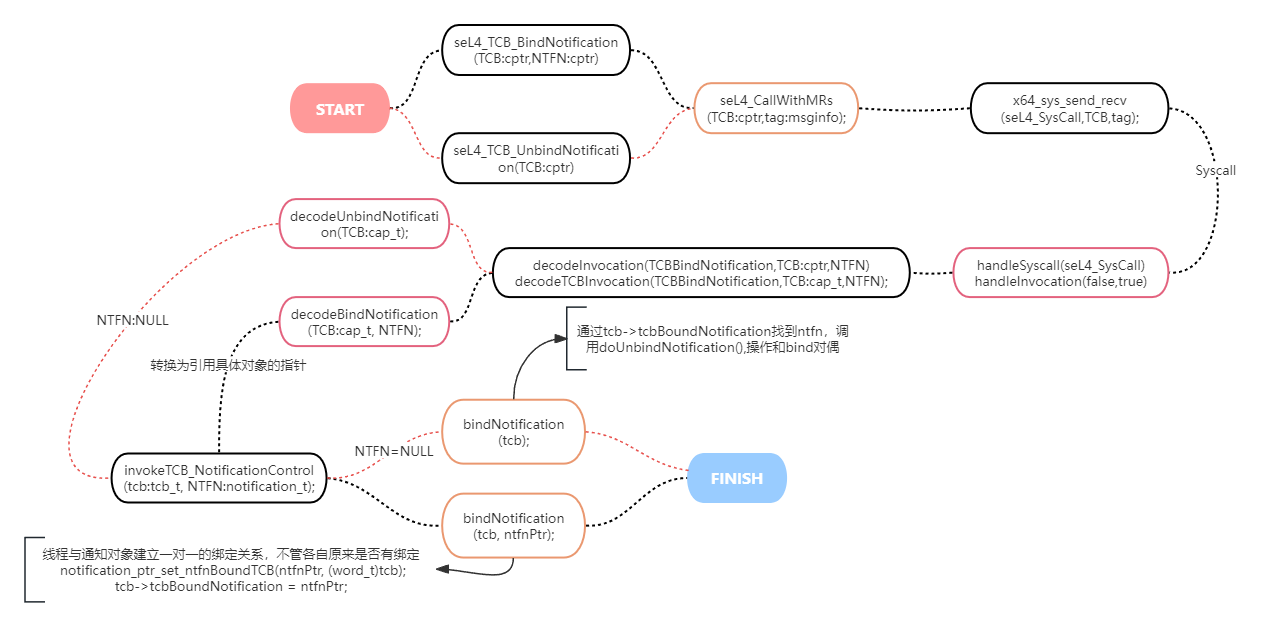 START
seL4_TCB_BindNotification
(TCB:cptr,NTFN:cptr)
seL4_TCB_UnbindNotificati
on(TCB:cptr)
seL4_CallWithMRs
(TCB:cptr,tag:msginfo);
x64_sys_send_recv
(seL4_SysCall,TCB,tag);
Syscall
handleSyscall(seL4_SysCall)
handleInvocation(false,true)
decodeInvocation(TCBBindNotification,TCB:cptr,NTFN)
decodeTCBInvocation(TCBBindNotification,TCB:cap_t,NTFN);
decodeUnbindNotificati
on(TCB:cap_t);
decodeBindNotification
(TCB:cap_t, NTFN);
NTFN:NULL
转换为引用具体对象的指针
通过tcb->tcbBoundNotification找到ntfn，调
用doUnbindNotification(),操作和bind对偶
invokeTCB_NotificationControl
(tcb:tcb_t, NTFN:notification_t);
NTFN=NULL
bindNotification
(tcb);
bindNotification
(tcb, ntfnPtr);
FINISH
线程与通知对象建立一对一的绑定关系，不管各自原来是否有绑定
notification_ptr_set_ntfnBoundTCB(ntfnPtr, (word_t)tcb);
tcb->tcbBoundNotification = ntfnPtr;